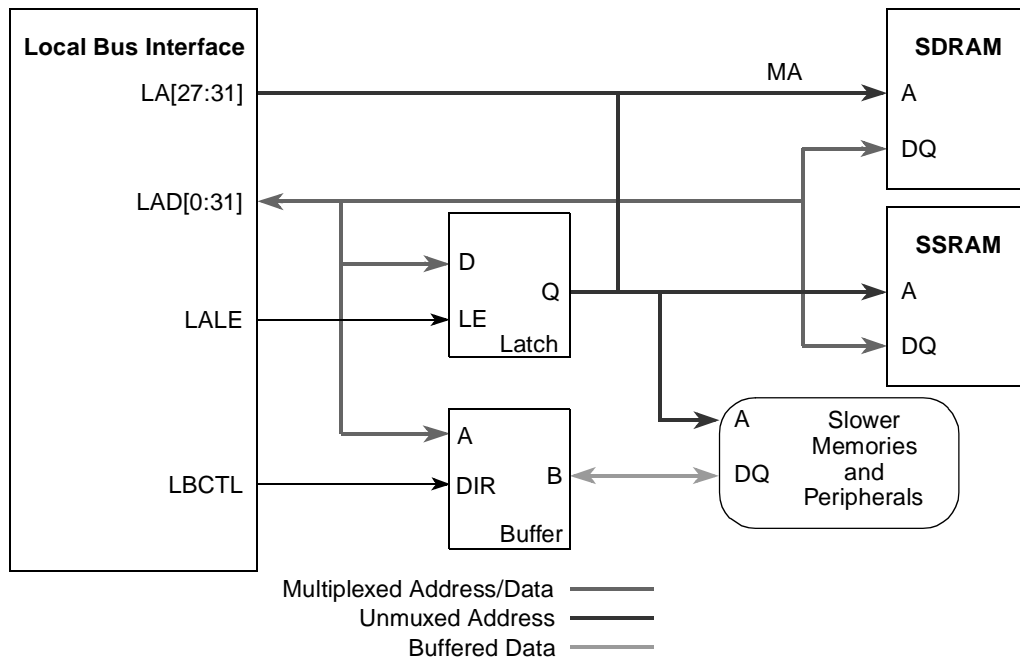 Local Bus Interface
LA[27:31]
LAD[0:31]
LALE
LBCTL
MA
SDRAM
A
DQ
SSRAM
A
DQ
D
Q
LE
Latch
A
B
DIR
Buffer
A
DQ
Slower
Memories
and
Peripherals
Multiplexed Address/Data
Unmuxed Address
Buffered Data